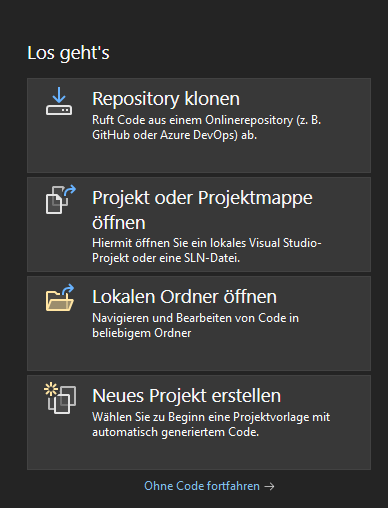 Los geht's
Repository klonen
Ruft Code aus einem Onlinerepository (z. B.
GitHub oder Azure DevOps) ab.
Projekt oder Projektmappe
öffnen
Hiermit öffnen Sie ein lokales Visual Studio-
Projekt oder eine SLN-Datei.
Lokalen Ordner öffnen
Navigieren und Bearbeiten von Code in
beliebigem Ordner
Neues Projekt erstellen
Wählen Sie zu Beginn eine Projektvorlage mit
automatisch generiertem Code.
Ohne Code fortfahren →